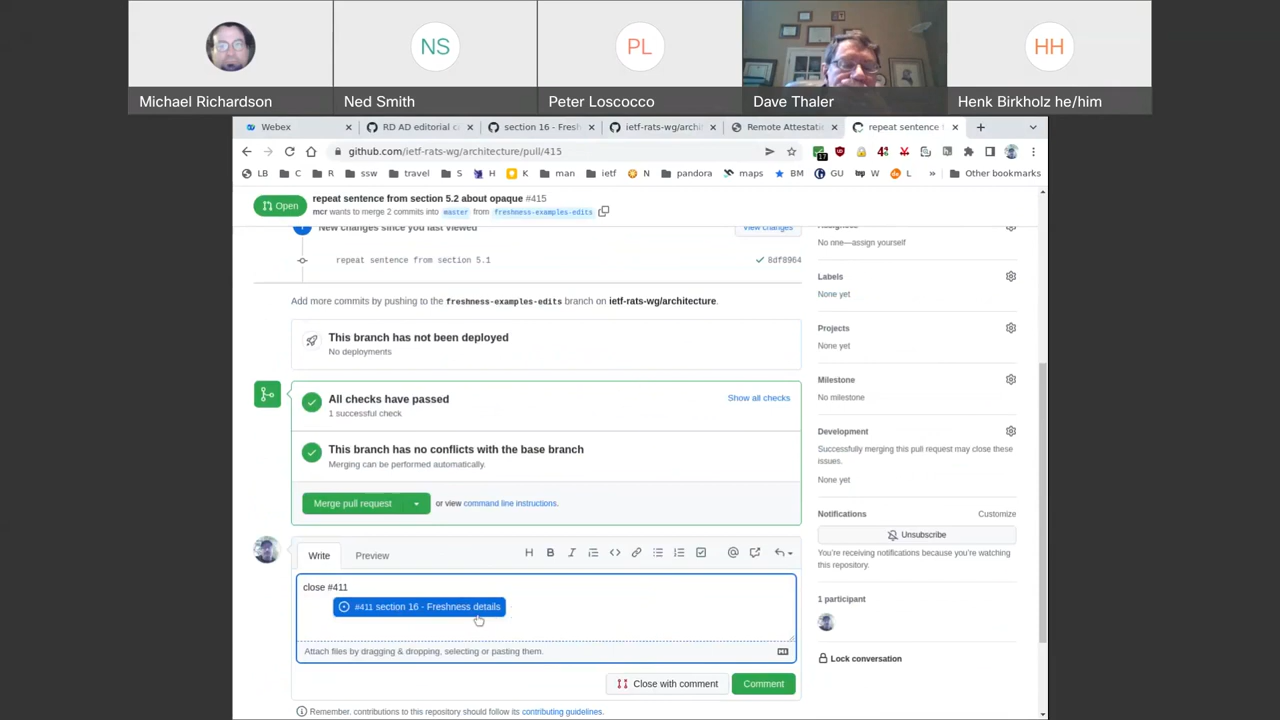 NS
PL
HH
Michael Richardson
Ned Smith
Peter Loscocco
Dave Thaler
Henk Birkholz he/him
Webex
RD AD editorial c
section 16 - Fresh
ietf-rats-wg/archi
Remote Attestati
repeat sentence
github.com/ietf-rats-wg/architecture/pull/415
17
LB
C
R
ssw
travel
S
H
K
man
ietf
N
pandora
maps
BM
GU
W
L
»
Other bookmarks
Open
repeat sentence from section 5.2 about opaque #415
mcr wants to merge 2 commits into master from freshness-examples-edits
New changes since you last viewed
View changes
repeat sentence from section 5.1
8df8964
Add more commits by pushing to the freshness-examples-edits branch on ietf-rats-wg/architecture.
This branch has not been deployed
No deployments
All checks have passed
1 successful check
Show all checks
This branch has no conflicts with the base branch
Merging can be performed automatically.
Merge pull request
or view command line instructions.
Write
Preview
close #411
#411 section 16 - Freshness details
Attach files by dragging & dropping, selecting or pasting them.
Close with comment
Comment
Remember, contributions to this repository should follow its contributing guidelines.
Assignees
No one—assign yourself
Labels
None yet
Projects
None yet
Milestone
No milestone
Development
Successfully merging this pull request may close these
issues.
None yet
Notifications
Customize
Unsubscribe
You're receiving notifications because you're watching
this repository.
1 participant
Lock conversation